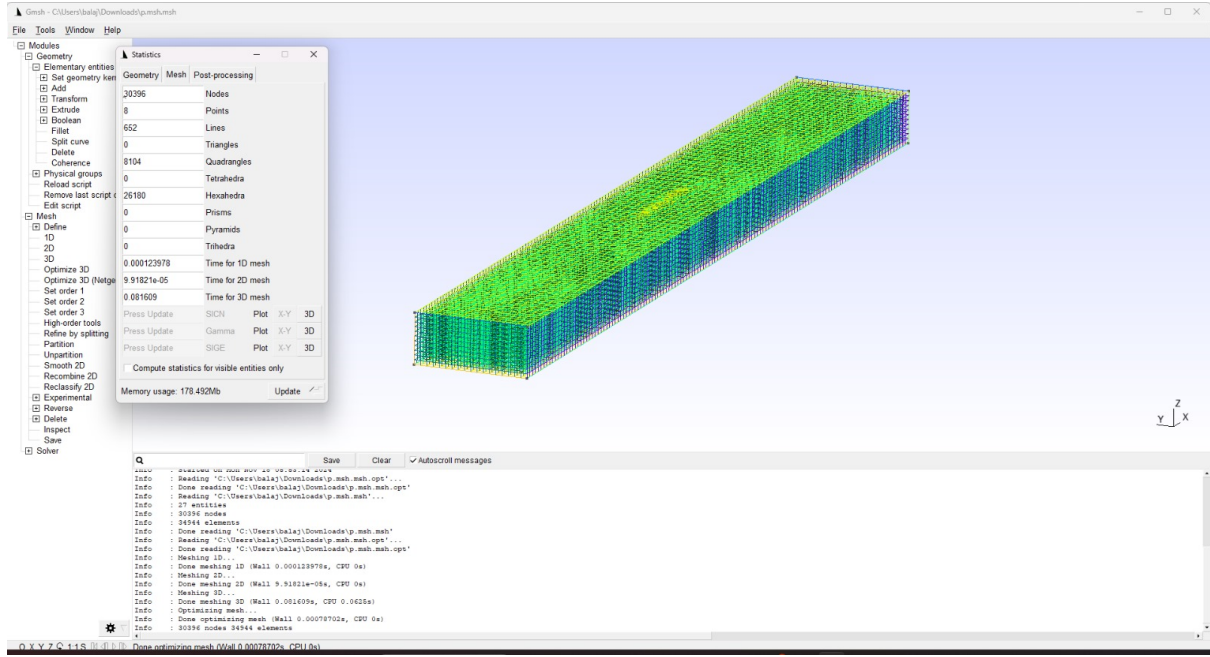 Gmsh - C:\Users\balaj\Downloads\p.msh.msh
File Tools Window Help
Modules
Geometry
Elementary entities
Set geometry ker
Add
Transform
Extrude
Boolean
Fillet
Split curve
Delete
Coherence
Physical groups
Reload script
Remove last script c
Edit script
Mesh
Define
1D
2D
3D
Optimize 3D
Optimize 3D (Netge
Set order 1
Set order 2
Set order 3
High-order tools
Refine by splitting
Partition
Unpartition
Smooth 2D
Recombine 2D
Reclassify 2D
Experimental
Reverse
Delete
Inspect
Save
Solver
Statistics
Geometry Mesh Post-processing
30396 Nodes
8 Points
652 Lines
0 Triangles
8104 Quadrangles
0 Tetrahedra
26180 Hexahedra
0 Prisms
0 Pyramids
0 Trihedra
0.000123978 Time for 1D mesh
9.91821e-05 Time for 2D mesh
0.081609 Time for 3D mesh
Press Update SICN Plot X-Y 3D
Press Update Gamma Plot X-Y 3D
Press Update SIGE Plot X-Y 3D
Compute statistics for visible entities only
Memory usage: 178.492Mb Update
Z
Y X
Save Clear Autoscroll messages
Info : Reading 'C:\Users\balaj\Downloads\p.msh.msh.opt'...
Info : Done reading 'C:\Users\balaj\Downloads\p.msh.msh.opt'
Info : Reading 'C:\Users\balaj\Downloads\p.msh.msh'...
Info : 27 entities
Info : 30396 nodes
Info : 34944 elements
Info : Done reading 'C:\Users\balaj\Downloads\p.msh.msh'
Info : Reading 'C:\Users\balaj\Downloads\p.msh.msh.opt'...
Info : Done reading 'C:\Users\balaj\Downloads\p.msh.msh.opt'
Info : Meshing 1D...
Info : Done meshing 1D (Wall 0.000123978s, CPU 0s)
Info : Meshing 2D...
Info : Done meshing 2D (Wall 9.91821e-05s, CPU 0s)
Info : Meshing 3D...
Info : Done meshing 3D (Wall 0.081609s, CPU 0.0625s)
Info : Optimizing mesh...
Info : Done optimizing mesh (Wall 0.00078702s, CPU 0s)
Info : 30396 nodes 34944 elements
O X Y Z 1:1 S Done optimizing mesh (Wall 0.00078702s, CPU 0s)